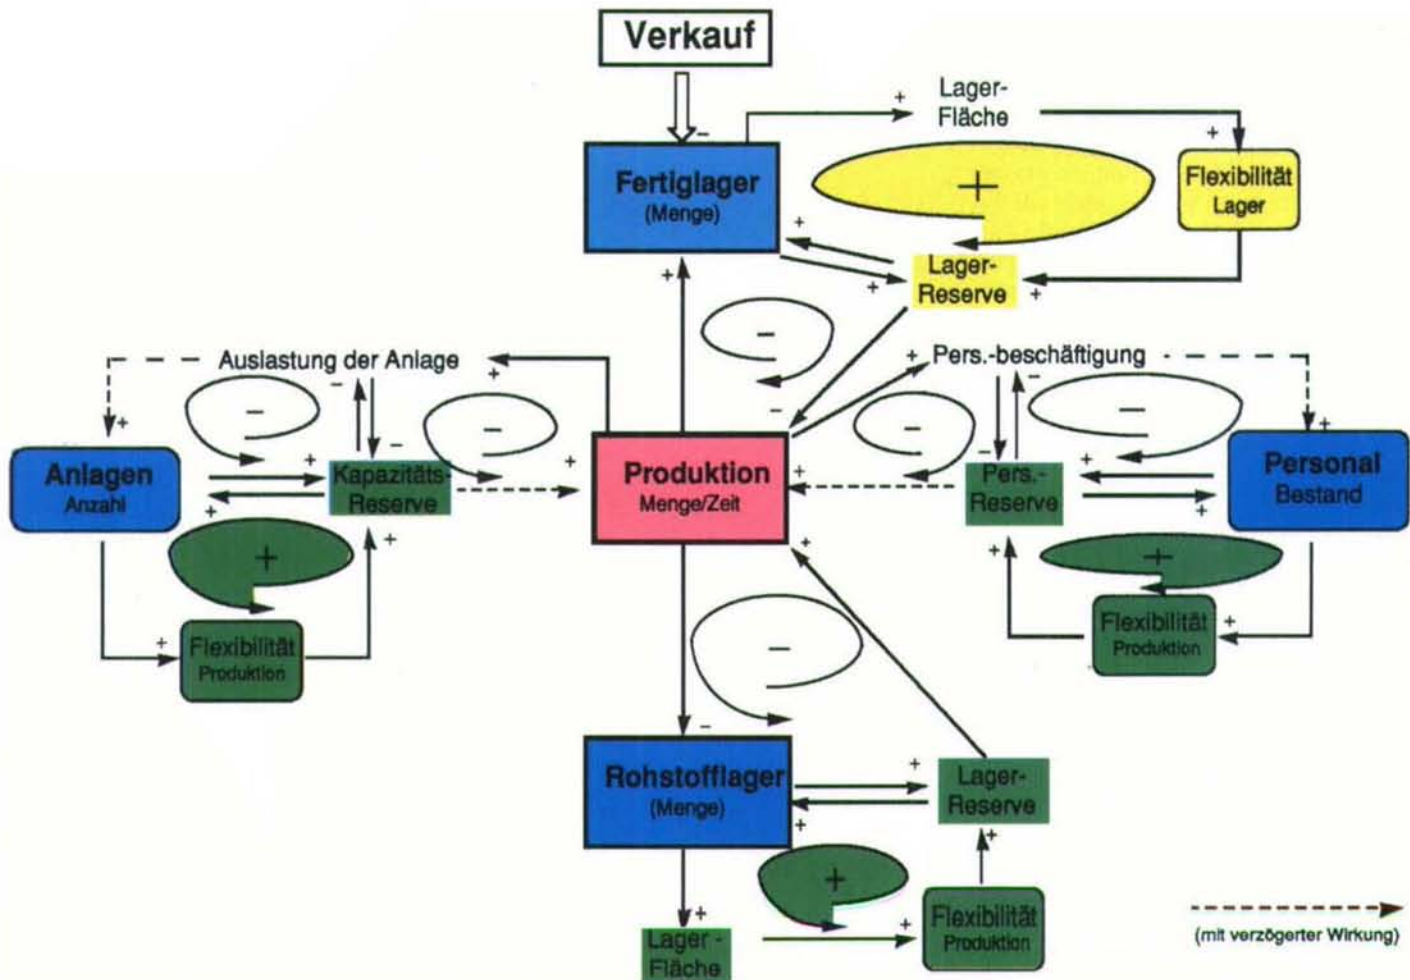 Verkauf
Lager-
Fläche
Fertiglager
(Menge)
Flexibilität
Lager
Lager-
Reserve
Auslastung der Anlage
Pers.-beschäftigung
Anlagen
Anzahl
Kapazitäts-
Reserve
Produktion
Menge/Zeit
Pers.-
Reserve
Personal
Bestand
Flexibilität
Produktion
Flexibilität
Produktion
Rohstofflager
(Menge)
Lager-
Reserve
Lager -
Fläche
Flexibilität
Produktion
(mit verzögerter Wirkung)